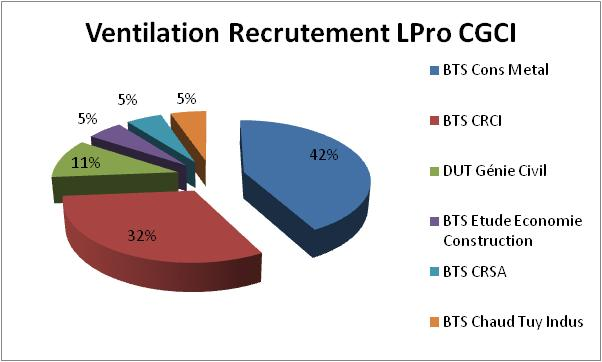 Ventilation Recrutement LPro CGCI
42%
32%
11%
5%
5%
5%
BTS Cons Metal
BTS CRCI
DUT Génie Civil
BTS Etude Economie
Construction
BTS CRSA
BTS Chaud Tuy Indus